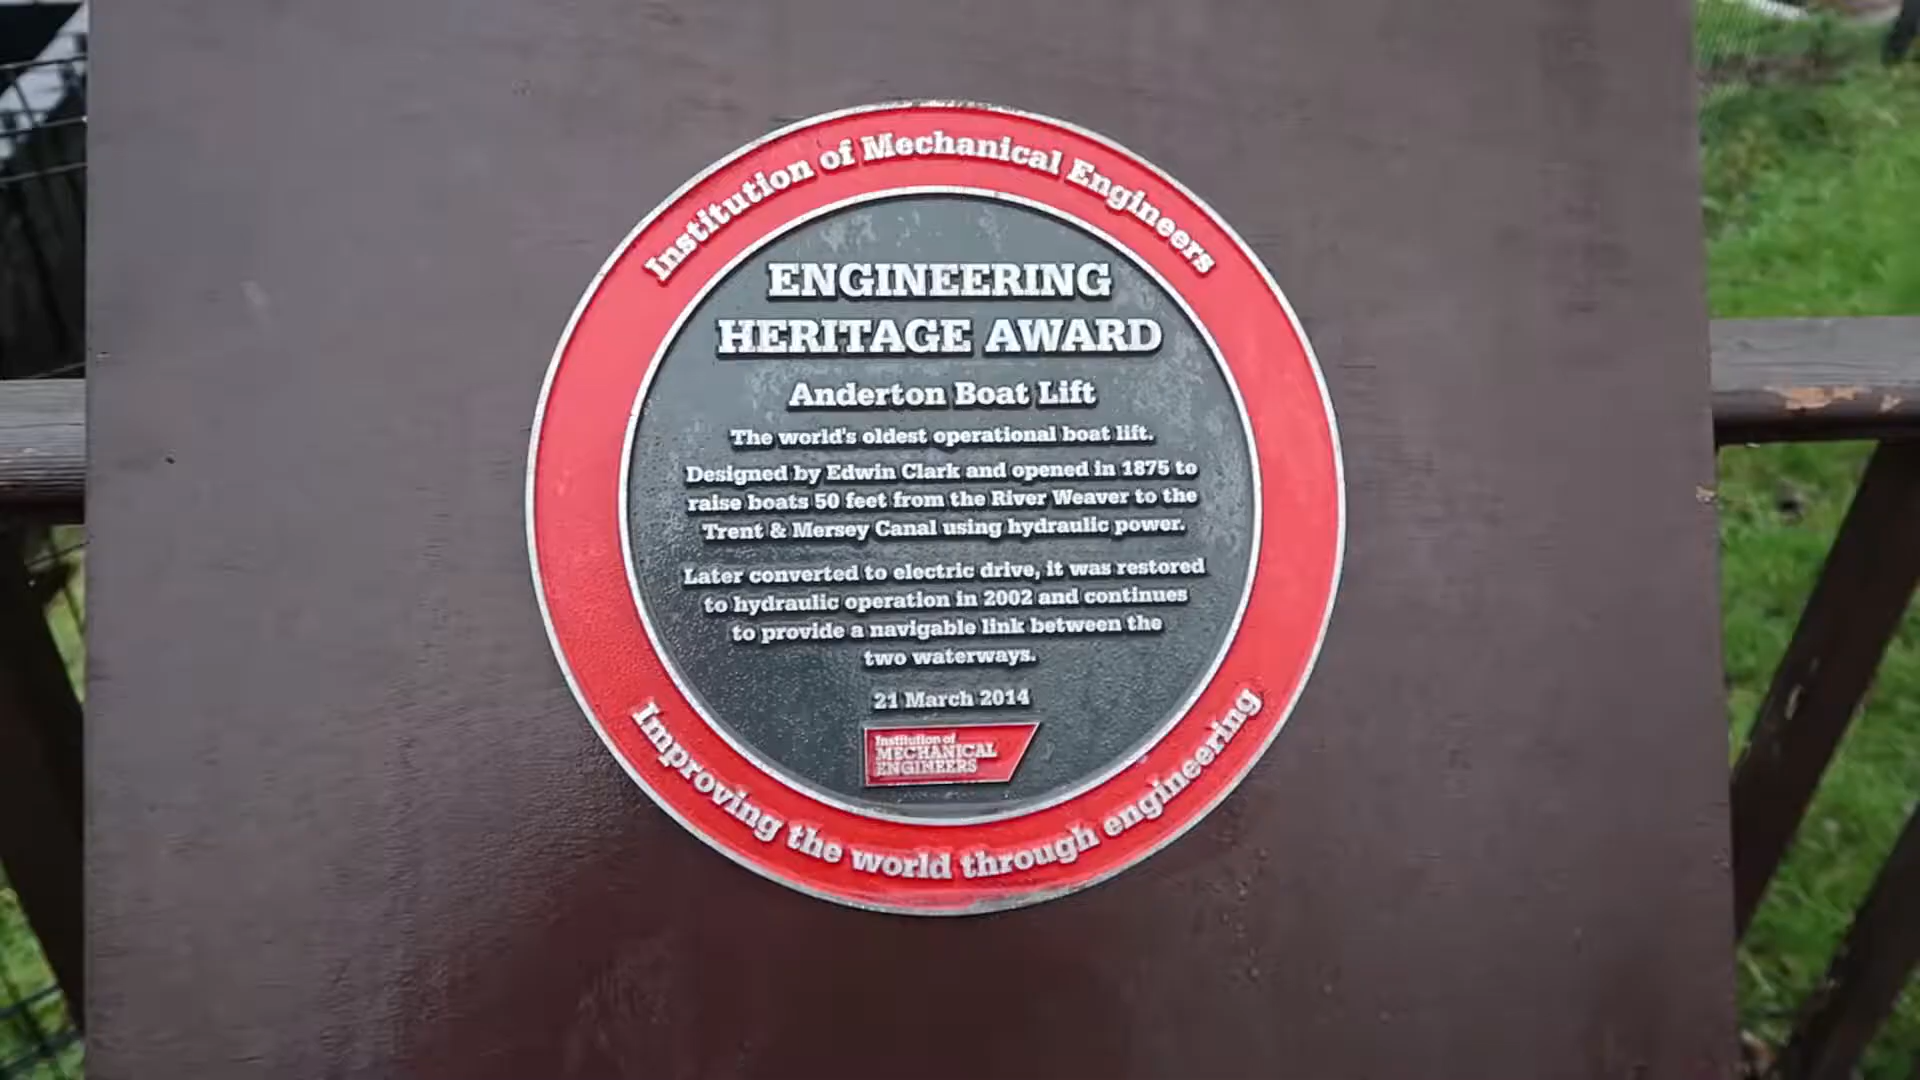 Institution of Mechanical Engineers
ENGINEERING
HERITAGE AWARD
Anderton Boat Lift
The world's oldest operational boat lift.
Designed by Edwin Clark and opened in 1875 to
raise boats 50 feet from the River Weaver to the
Trent & Mersey Canal using hydraulic power.
Later converted to electric drive, it was restored
to hydraulic operation in 2002 and continues
to provide a navigable link between the
two waterways.
21 March 2014
Institution of
MECHANICAL
ENGINEERS
Improving the world through engineering